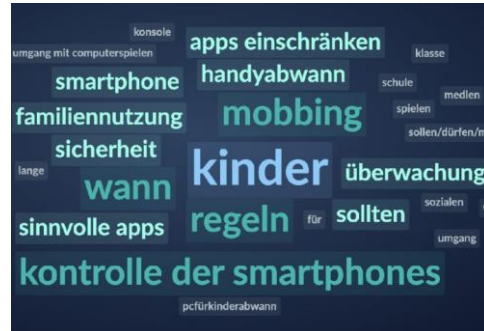 konsole
apps einschränken
klasse
umgang mit computerspielen
smartphone
handyabwann
schule
medien
familiennutzung
mobbing
spielen
sollen/dürfen/m
sicherheit
kinder
überwachung
lange
wann
regeln
für
sollten
sozialen
sinnvolle apps
umgang
kontrolle der smartphones
pcfürkinderabwann